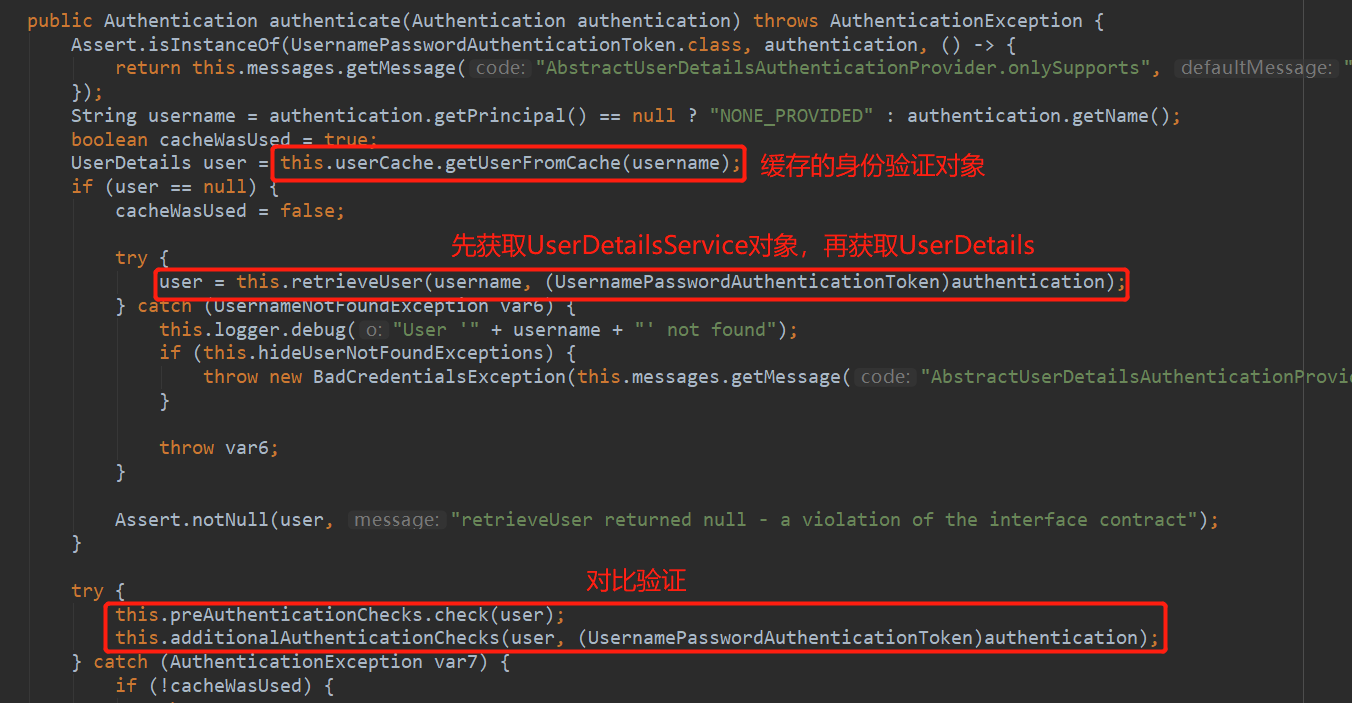 public Authentication authenticate(Authentication authentication) throws AuthenticationException {
Assert.isInstanceOf(UsernamePasswordAuthenticationToken.class, authentication, () -> {
return this.messages.getMessage( code: "AbstractUserDetailsAuthenticationProvider.onlySupports", defaultMessage: "
});
String username = authentication.getPrincipal() == null ? "NONE_PROVIDED" : authentication.getName();
boolean cacheWasUsed = true;
UserDetails user = this.userCache.getUserFromCache(username); 缓存的身份验证对象
if (user == null) {
cacheWasUsed = false;
先获取UserDetailsService对象，再获取UserDetails
try {
user = this.retrieveUser(username, (UsernamePasswordAuthenticationToken)authentication);
} catch (UsernameNotFoundException var6) {
this.logger.debug( o: "User '" + username + "' not found");
if (this.hideUserNotFoundExceptions) {
throw new BadCredentialsException(this.messages.getMessage( code: "AbstractUserDetailsAuthenticationProvi
}
throw var6;
}
Assert.notNull(user, message: "retrieveUser returned null - a violation of the interface contract");
}
对比验证
try {
this.preAuthenticationChecks.check(user);
this.additionalAuthenticationChecks(user, (UsernamePasswordAuthenticationToken)authentication);
} catch (AuthenticationException var7) {
if (!cacheWasUsed) {